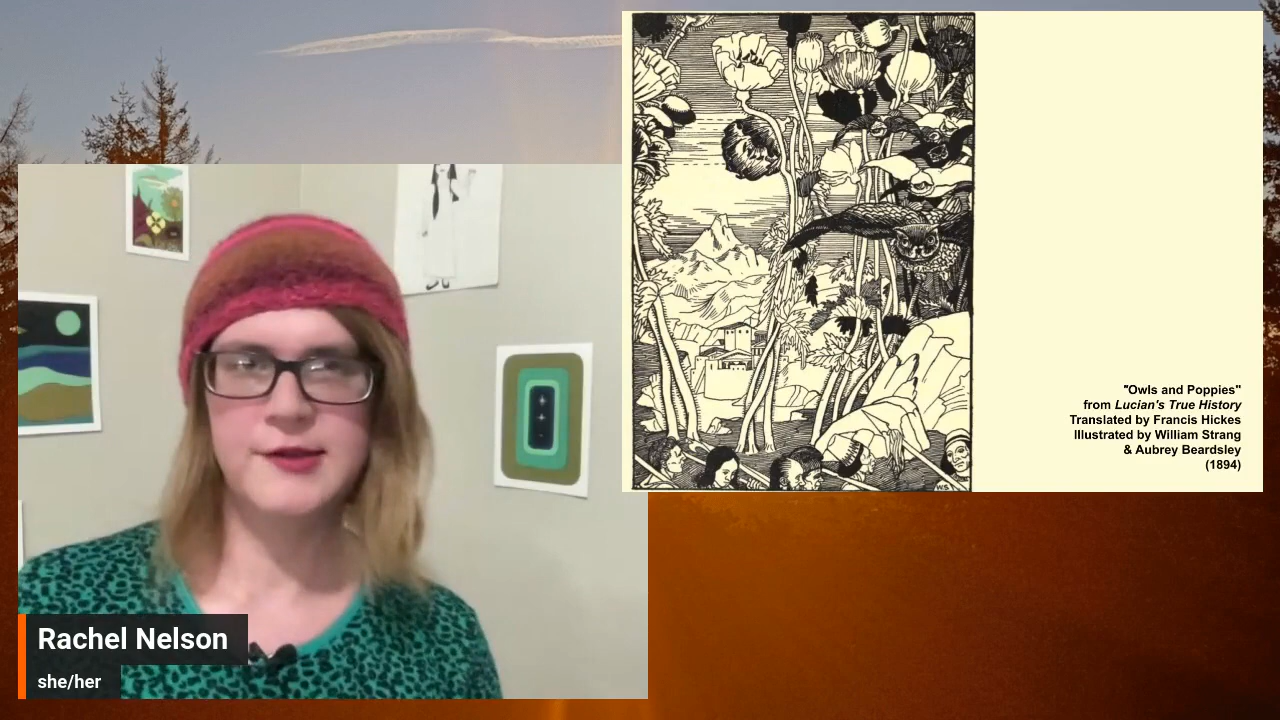 "Owls and Poppies"
from Lucian's True History
Translated by Francis Hickes
Illustrated by William Strang
& Aubrey Beardsley
(1894)
W.S
Rachel Nelson
she/her